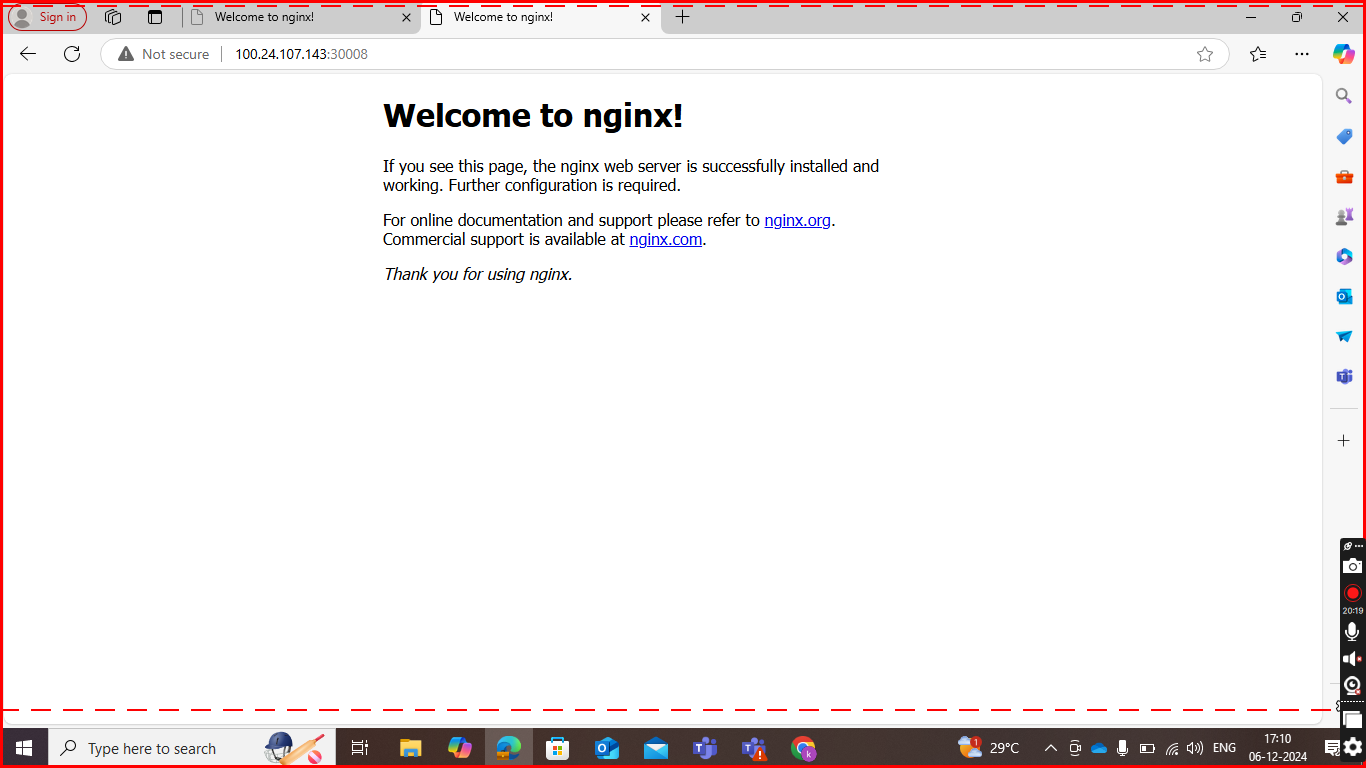 Sign in
Welcome to nginx!
Welcome to nginx!
Not secure
100.24.107.143:30008
Welcome to nginx!
If you see this page, the nginx web server is successfully installed and
working. Further configuration is required.
For online documentation and support please refer to nginx.org.
Commercial support is available at nginx.com.
Thank you for using nginx.
20:19
Type here to search
1
29°C
ENG
17:10
06-12-2024
k